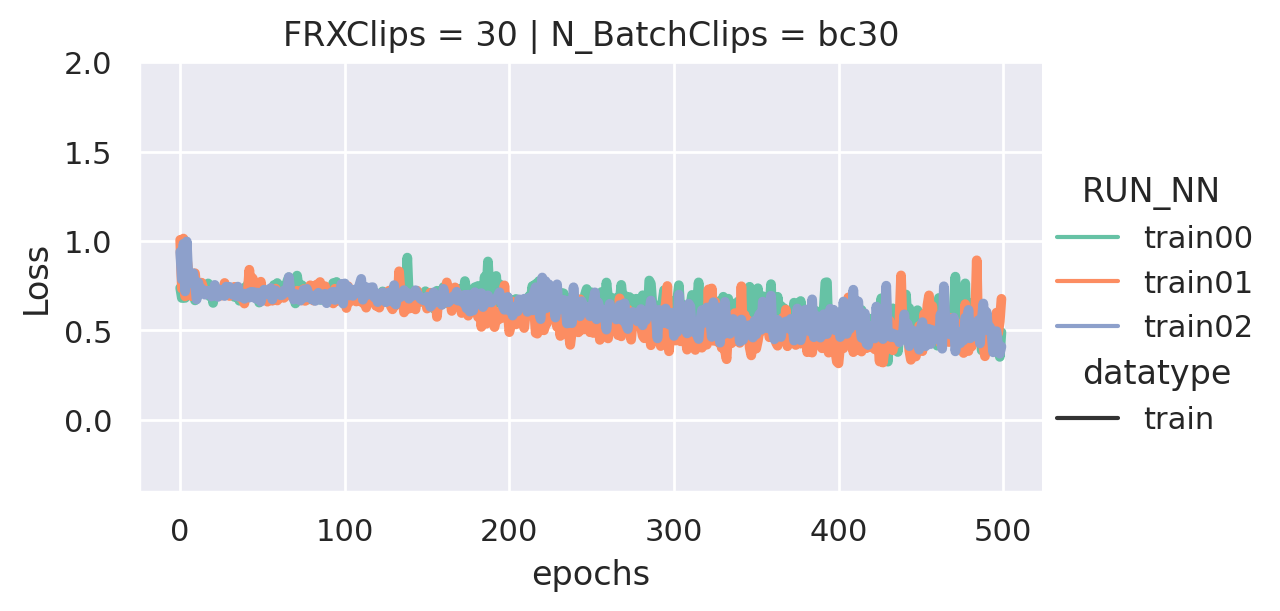 FRXClips = 30 | N_BatchClips = bc30
2.0
1.5
1.0
0.5
0.0
Loss
0 100 200 300 400 500
epochs
RUN_NN
train00
train01
train02
datatype
train